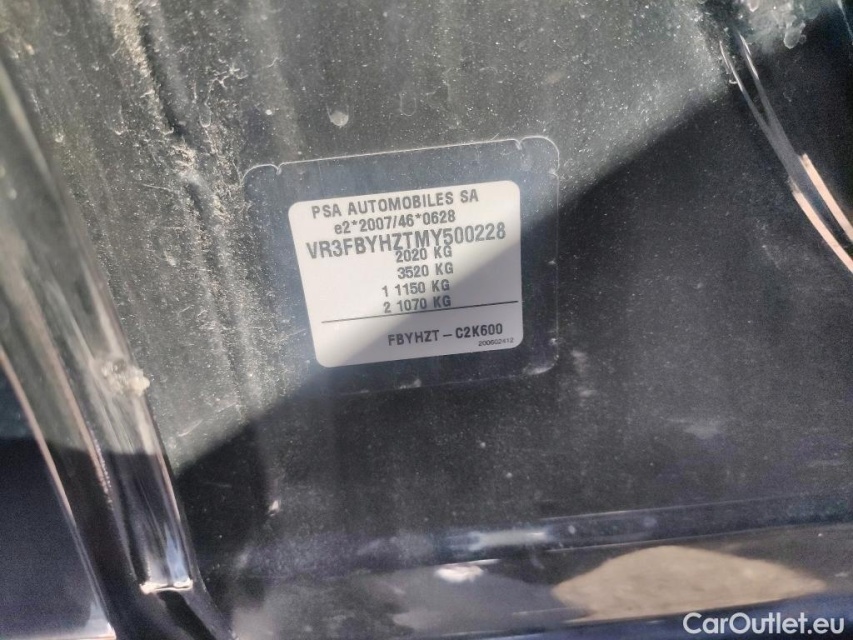 PSA AUTOMOBILES SA
e2*2007/46*0628
VR3FBYHZTMY500228
2020 KG
3520 KG
1 1150 KG
2 1070 KG
FBYHZT-C2K600
200602412
CarOutlet.eu